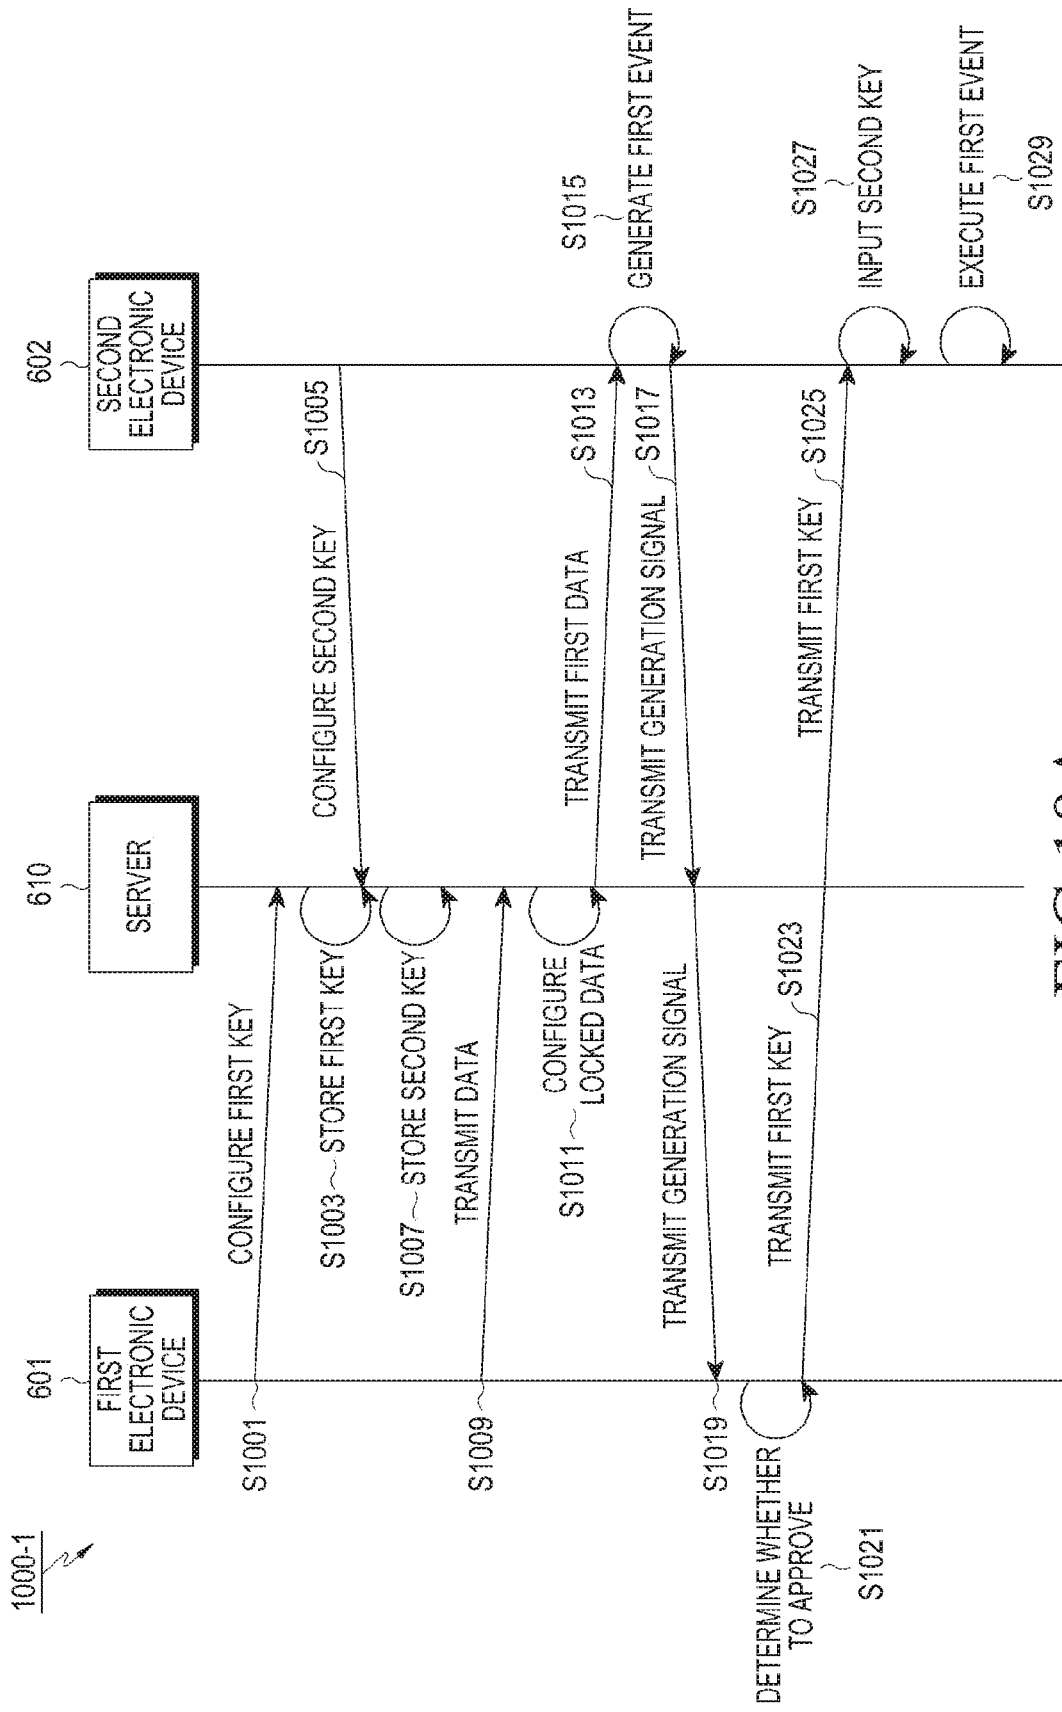 1000-1
601
FIRST
ELECTRONIC
DEVICE
610
SERVER
602
SECOND
ELECTRONIC
DEVICE
S1001
CONFIGURE FIRST KEY
S1003
STORE FIRST KEY
CONFIGURE SECOND KEY
S1005
S1007
STORE SECOND KEY
S1009
TRANSMIT DATA
S1011
CONFIGURE
LOCKED DATA
TRANSMIT FIRST DATA
S1013
S1015
GENERATE FIRST EVENT
TRANSMIT GENERATION SIGNAL
S1017
TRANSMIT GENERATION SIGNAL
S1019
DETERMINE WHETHER
TO APPROVE
S1021
TRANSMIT FIRST KEY
S1023
TRANSMIT FIRST KEY
S1025
S1027
INPUT SECOND KEY
EXECUTE FIRST EVENT
S1029